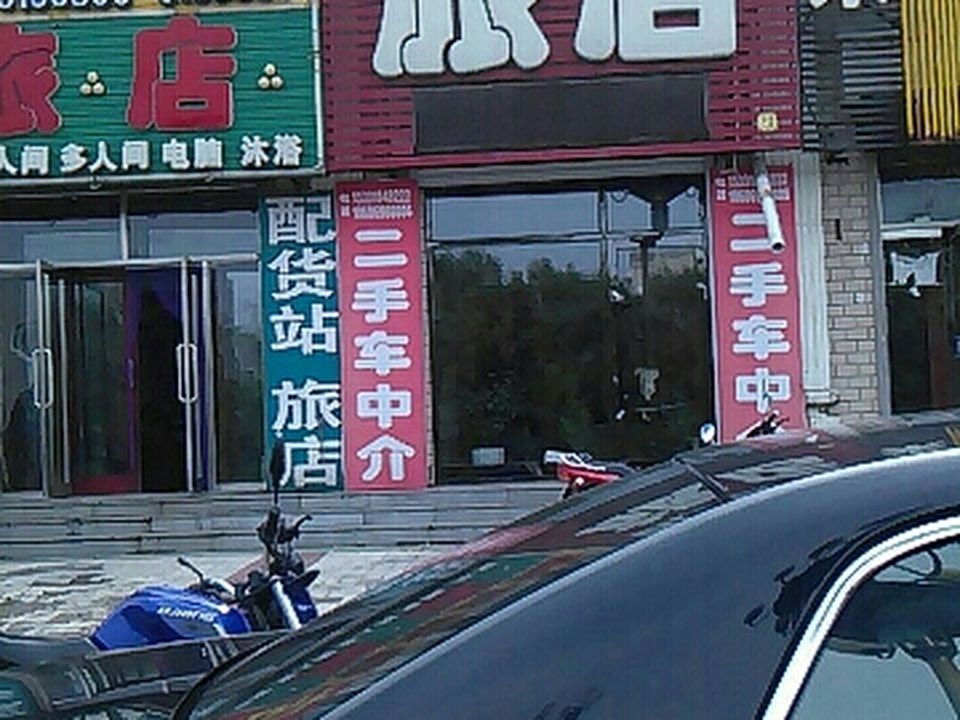 旅店
旅店
人间 多人间 电脑 沐浴
配货站 旅店
二手车中介
二手车中